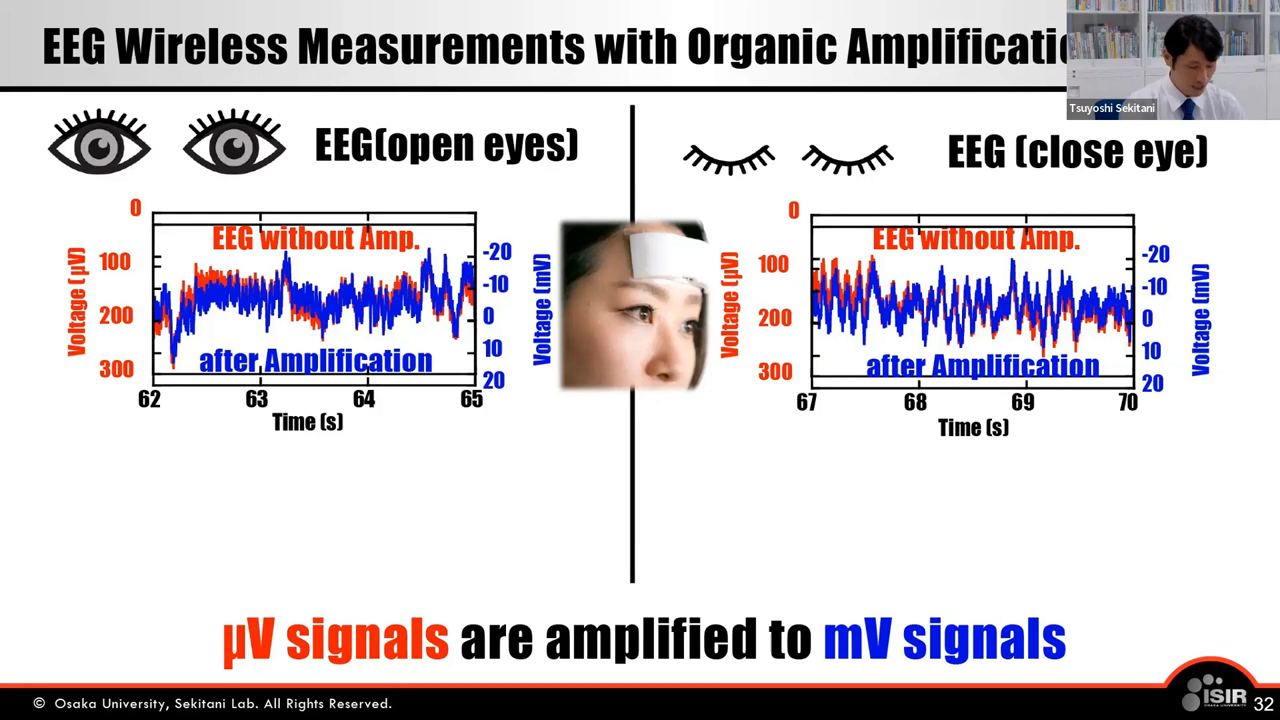 EEG Wireless Measurements with Organic Amplificatio
Tsuyoshi Sekitani
EEG(open eyes)
EEG (close eye)
0
100
200
300
Voltage (µV)
EEG without Amp.
after Amplification
-20
-10
0
10
20
Voltage (mV)
62
63
64
65
Time (s)
0
100
200
300
Voltage (µV)
EEG without Amp.
after Amplification
-20
-10
0
10
20
Voltage (mV)
67
68
69
70
Time (s)
µV signals are amplified to mV signals
© Osaka University, Sekitani Lab. All Rights Reserved.
ISIR
OSAKA UNIVERSITY
32